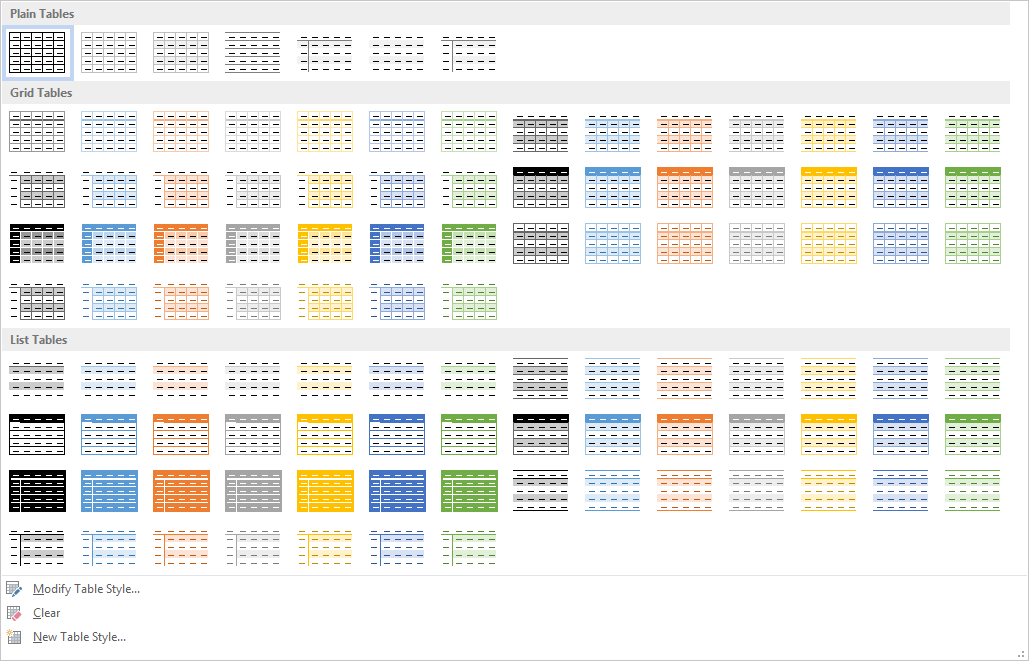 Plain Tables
Grid Tables
List Tables
Modify Table Style...
Clear
New Table Style...